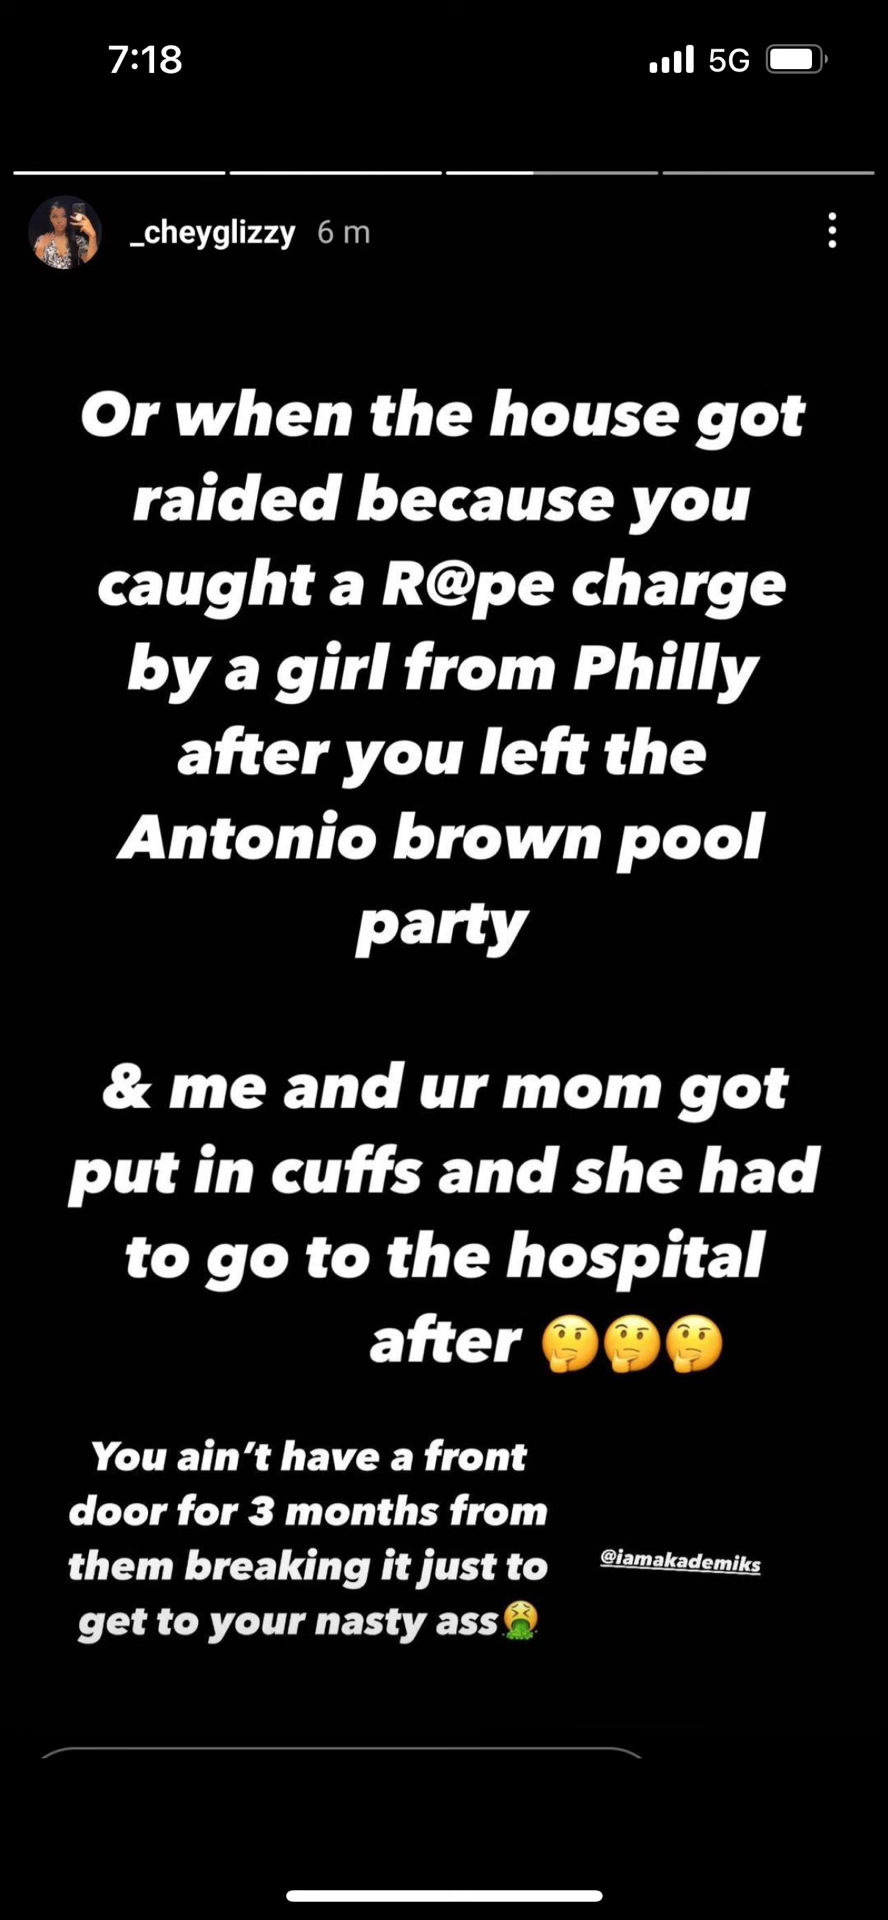 7:18
5G
_cheyglizzy 6 m
Or when the house got
raided because you
caught a R@pe charge
by a girl from Philly
after you left the
Antonio brown pool
party
& me and ur mom got
put in cuffs and she had
to go to the hospital
after 🤔🤔🤔
You ain't have a front
door for 3 months from
them breaking it just to
get to your nasty ass🤮
@iamakademiks